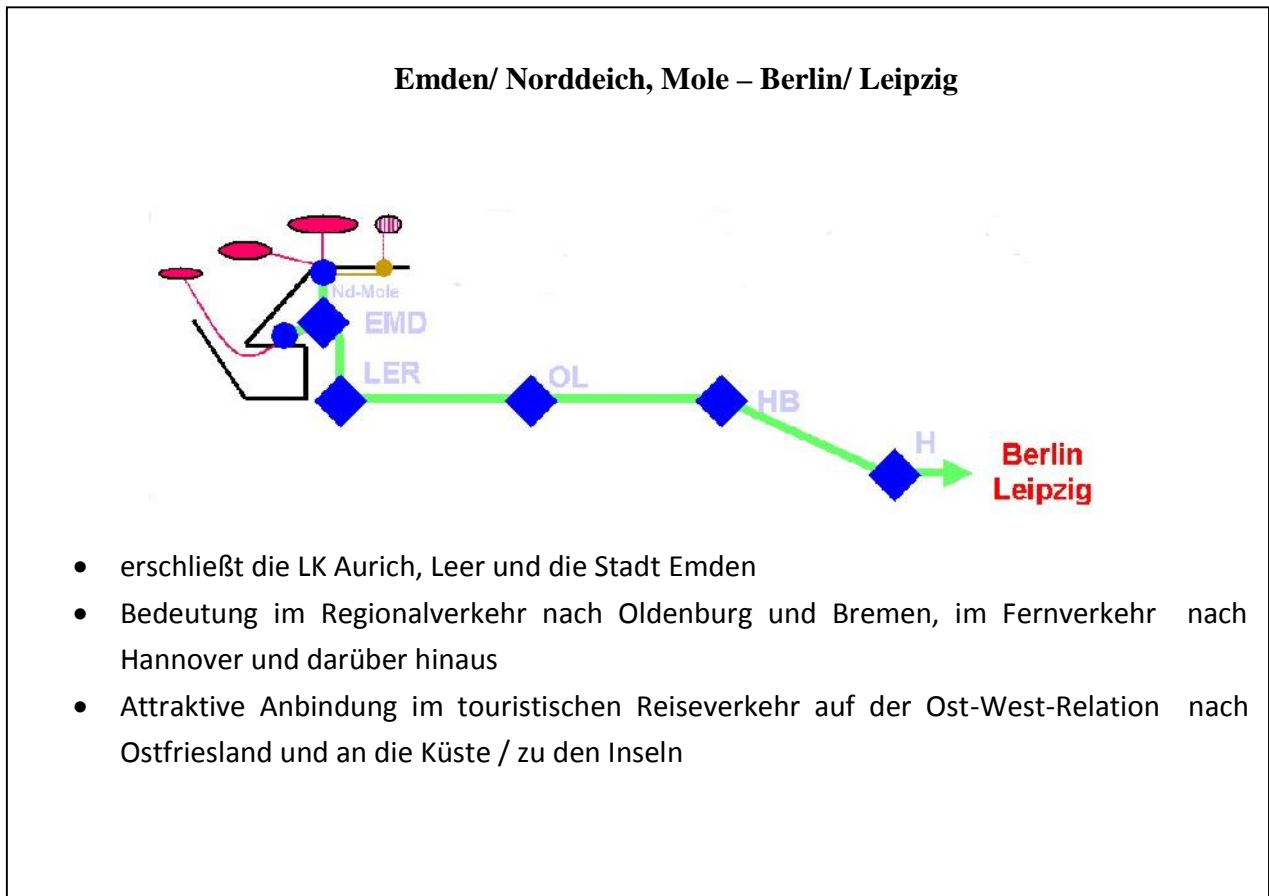 Emden/ Norddeich, Mole – Berlin/ Leipzig
Nd-Mole
EMD
LER
OL
HB
H
Berlin
Leipzig
• erschließt die LK Aurich, Leer und die Stadt Emden
• Bedeutung im Regionalverkehr nach Oldenburg und Bremen, im Fernverkehr nach
Hannover und darüber hinaus
• Attraktive Anbindung im touristischen Reiseverkehr auf der Ost-West-Relation nach
Ostfriesland und an die Küste / zu den Inseln